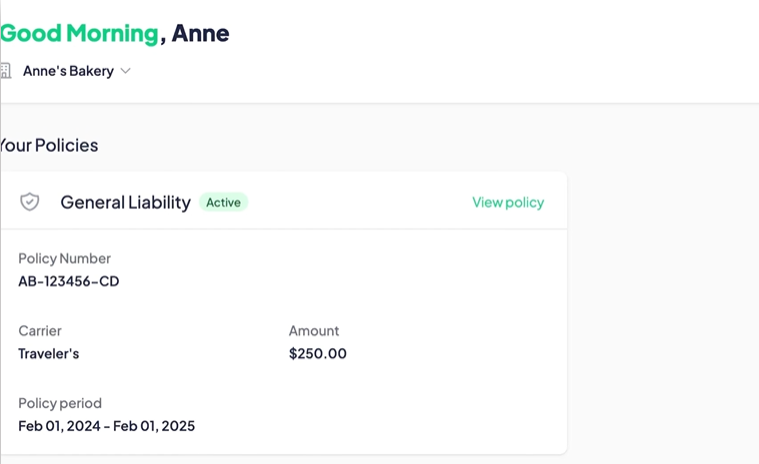 Good Morning, Anne
Anne's Bakery
Your Policies
General Liability Active View policy
Policy Number
AB-123456-CD
Carrier Amount
Traveler's $250.00
Policy period
Feb 01, 2024 - Feb 01, 2025